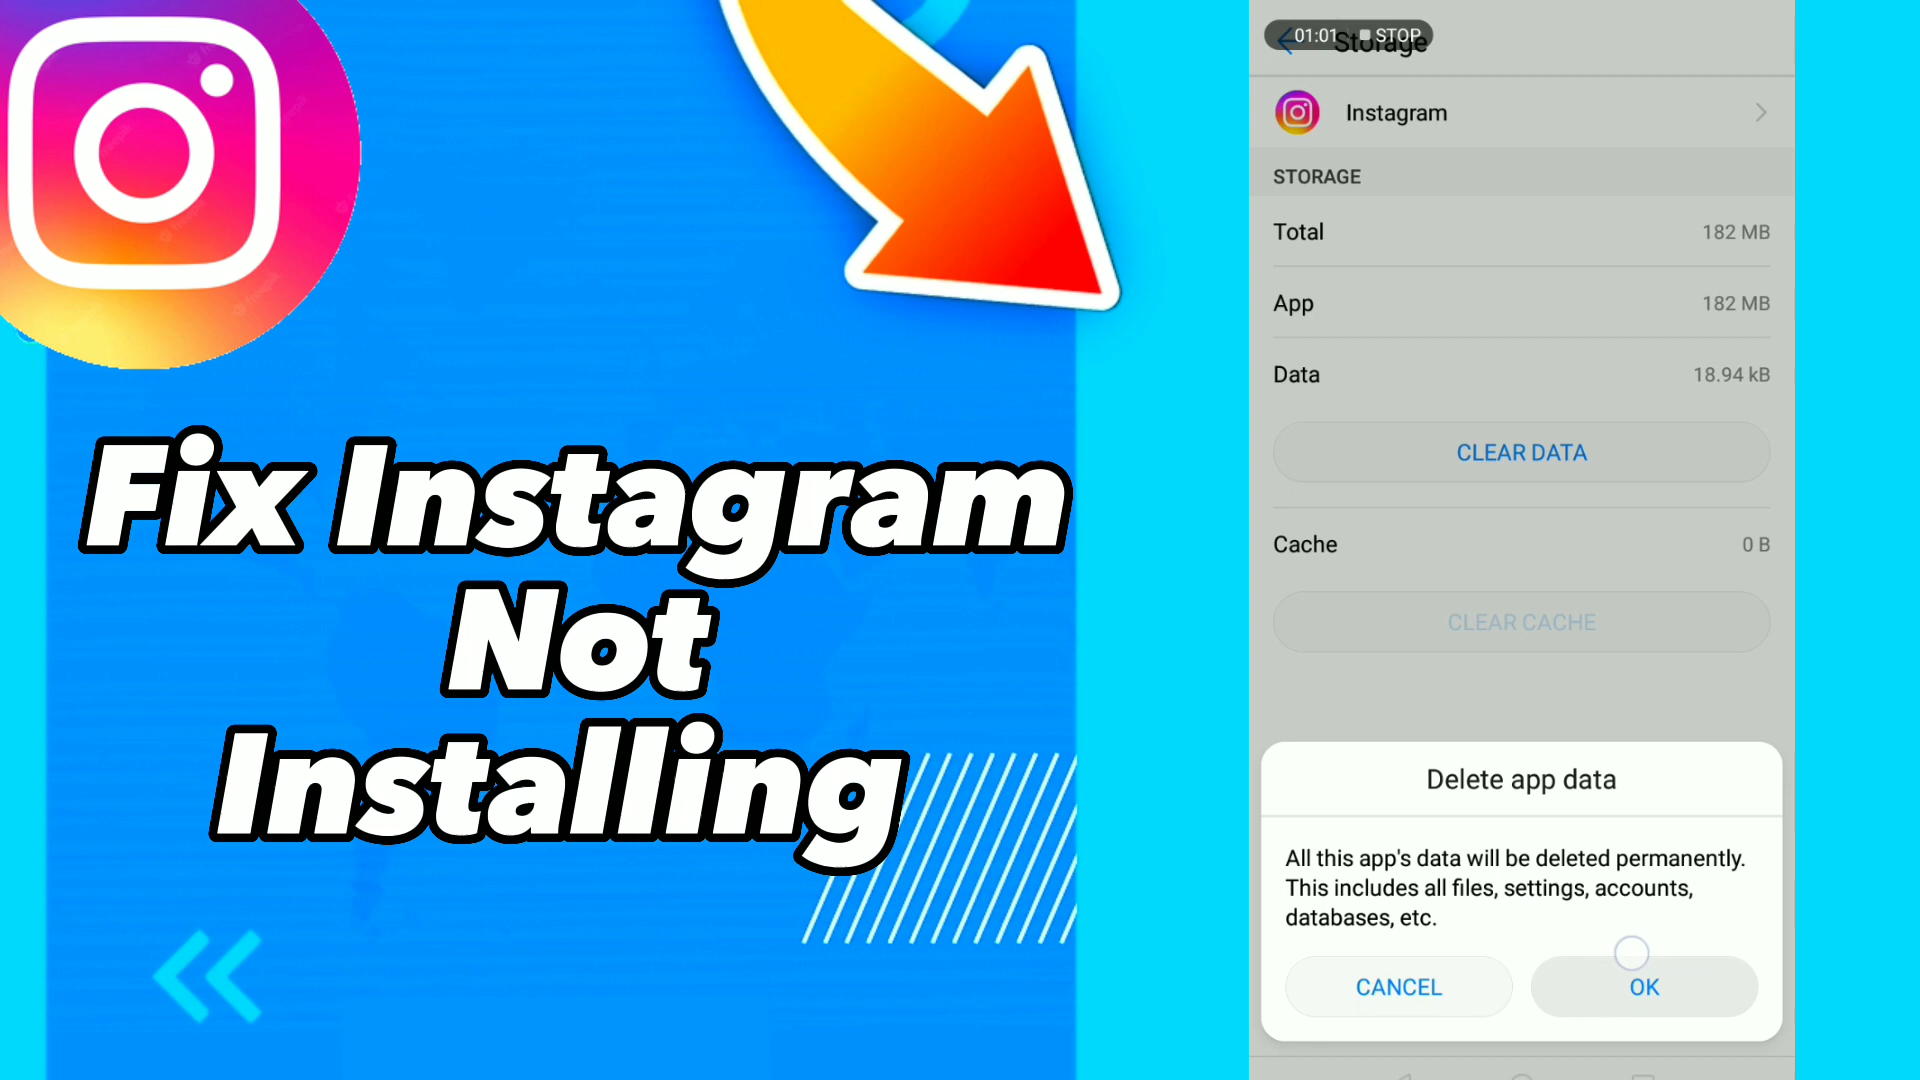 Fix Instagram
Not
Installing
01:01 STOP
Storage
Instagram
STORAGE
Total 182 MB
App 182 MB
Data 18.94 kB
CLEAR DATA
Cache 0 B
CLEAR CACHE
Delete app data
All this app's data will be deleted permanently.
This includes all files, settings, accounts,
databases, etc.
CANCEL OK